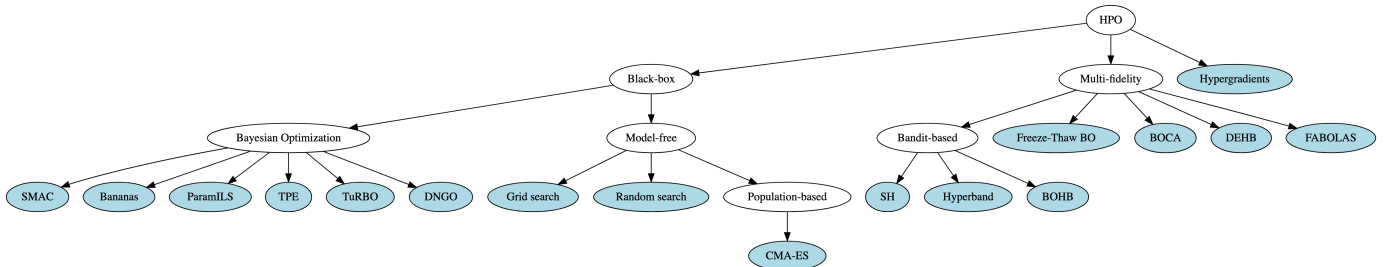 HPO
Black-box
Multi-fidelity
Hypergradients
Bayesian Optimization
Model-free
Bandit-based
Freeze-Thaw BO
BOCA
DEHB
FABOLAS
SMAC
Bananas
ParamILS
TPE
TuRBO
DNGO
Grid search
Random search
Population-based
SH
Hyperband
BOHB
CMA-ES